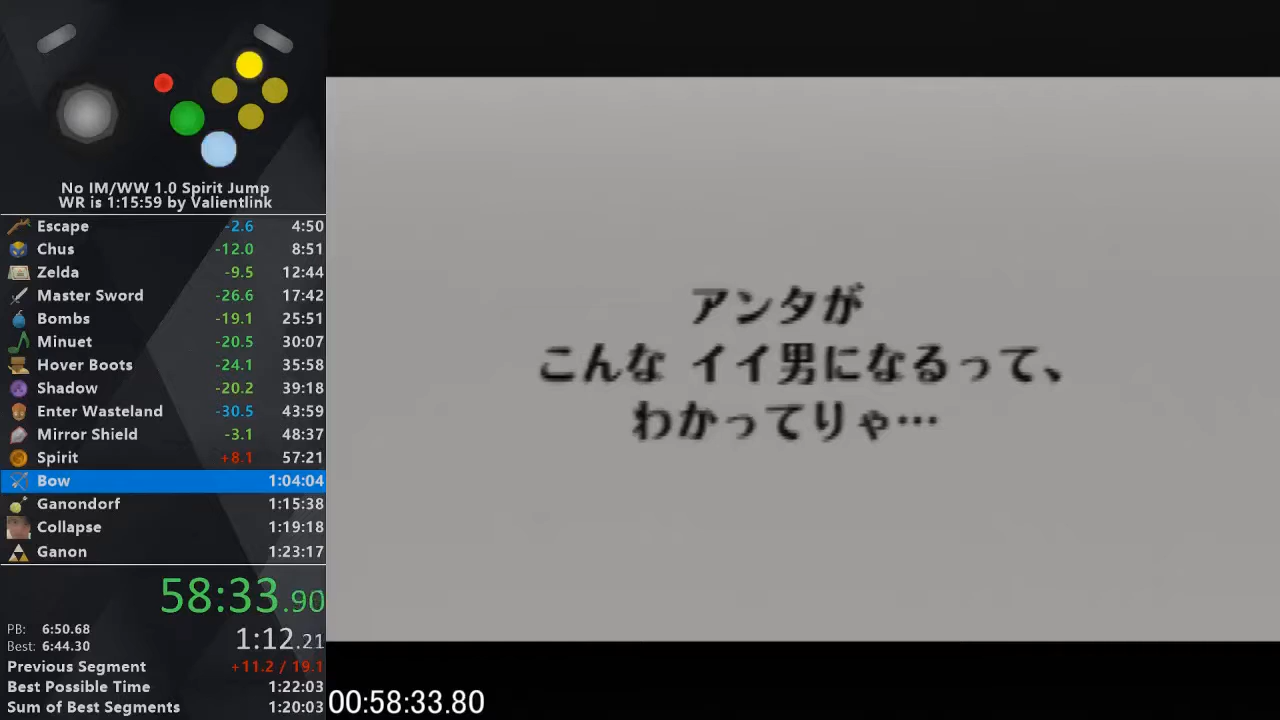 No IM/WW 1.0 Spirit Jump
WR is 1:15:59 by Valientlink
Escape -2.6 4:50
Chus -12.0 8:51
Zelda -9.5 12:44
Master Sword -26.6 17:42
Bombs -19.1 25:51
Minuet -20.5 30:07
Hover Boots -24.1 35:58
Shadow -20.2 39:18
Enter Wasteland -30.5 43:59
Mirror Shield -3.1 48:37
Spirit +8.1 57:21
Bow 1:04:04
Ganondorf 1:15:38
Collapse 1:19:18
Ganon 1:23:17
58:33.90
PB: 6:50.68
Best: 6:44.30
1:12.21
Previous Segment +11.2 / 19.1
Best Possible Time 1:22:03
Sum of Best Segments 1:20:03
アンタが
こんな イイ男になるって、
わかってりゃ…
00:58:33.80